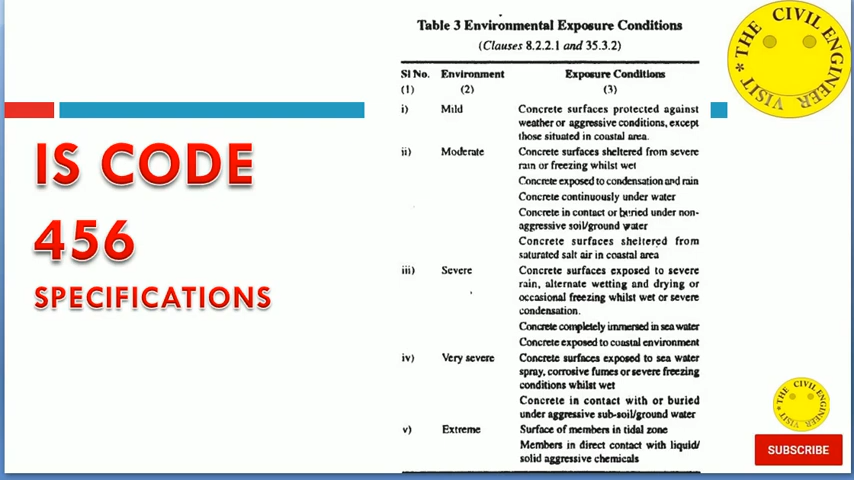 IS CODE
456
SPECIFICATIONS
Table 3 Environmental Exposure Conditions
(Clauses 8.2.2.1 and 35.3.2)
Sl No. Environment Exposure Conditions
(1) (2) (3)
i) Mild Concrete surfaces protected against
weather or aggressive conditions, except
those situated in coastal area.
ii) Moderate Concrete surfaces sheltered from severe
rain or freezing whilst wet
Concrete exposed to condensation and rain
Concrete continuously under water
Concrete in contact or buried under non-
aggressive soil/ground water
Concrete surfaces sheltered from
saturated salt air in coastal area
iii) Severe Concrete surfaces exposed to severe
rain, alternate wetting and drying or
occasional freezing whilst wet or severe
condensation.
Concrete completely immersed in sea water
Concrete exposed to coastal environment
iv) Very severe Concrete surfaces exposed to sea water
spray, corrosive fumes or severe freezing
conditions whilst wet
Concrete in contact with or buried
under aggressive sub-soil/ground water
v) Extreme Surface of members in tidal zone
Members in direct contact with liquid/
solid aggressive chemicals
* THE CIVIL ENGINEER VISIT
* THE CIVIL ENGINEER VISIT
SUBSCRIBE